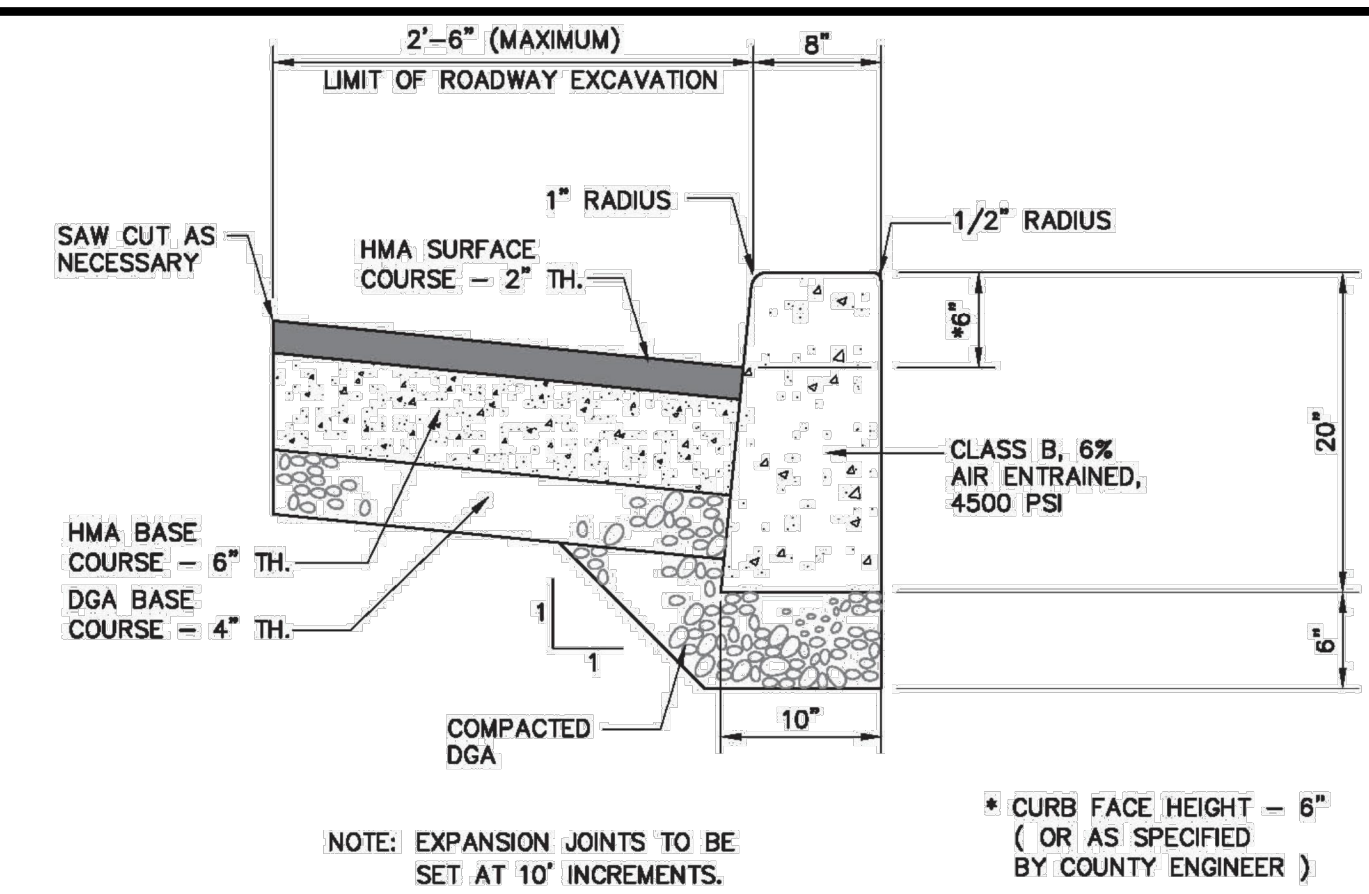 2'-6" (MAXIMUM)
8"
LIMIT OF ROADWAY EXCAVATION
1" RADIUS
1/2" RADIUS
SAW CUT AS
NECESSARY
HMA SURFACE
COURSE - 2" TH.
*6"
20"
CLASS B, 6%
AIR ENTRAINED,
4500 PSI
HMA BASE
COURSE - 6" TH.
DGA BASE
COURSE - 4" TH.
1
1
6"
10"
COMPACTED
DGA
* CURB FACE HEIGHT - 6"
( OR AS SPECIFIED
BY COUNTY ENGINEER )
NOTE: EXPANSION JOINTS TO BE
SET AT 10' INCREMENTS.